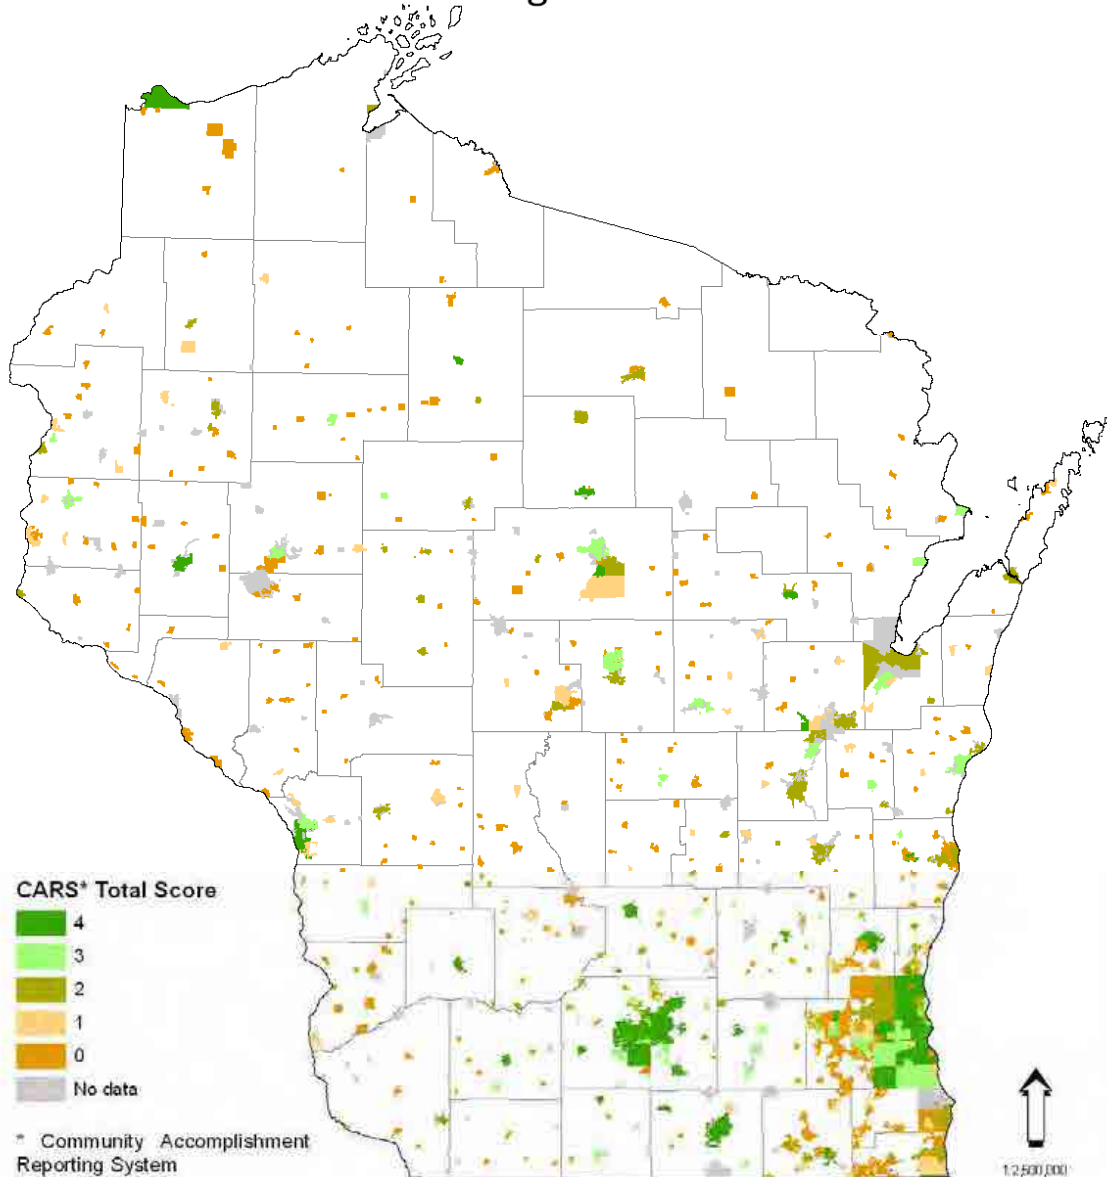 g
CARS* Total Score
4
3
2
1
0
No data
* Community Accomplishment
Reporting System
1:2,500,000